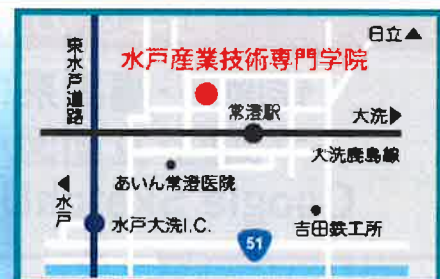 日立▲
東水戸道路
水戸産業技術専門学院
常澄駅
大洗▶
大洗鹿島線
◀水戸
あいん常澄医院
水戸大洗I.C.
51
吉田鉄工所